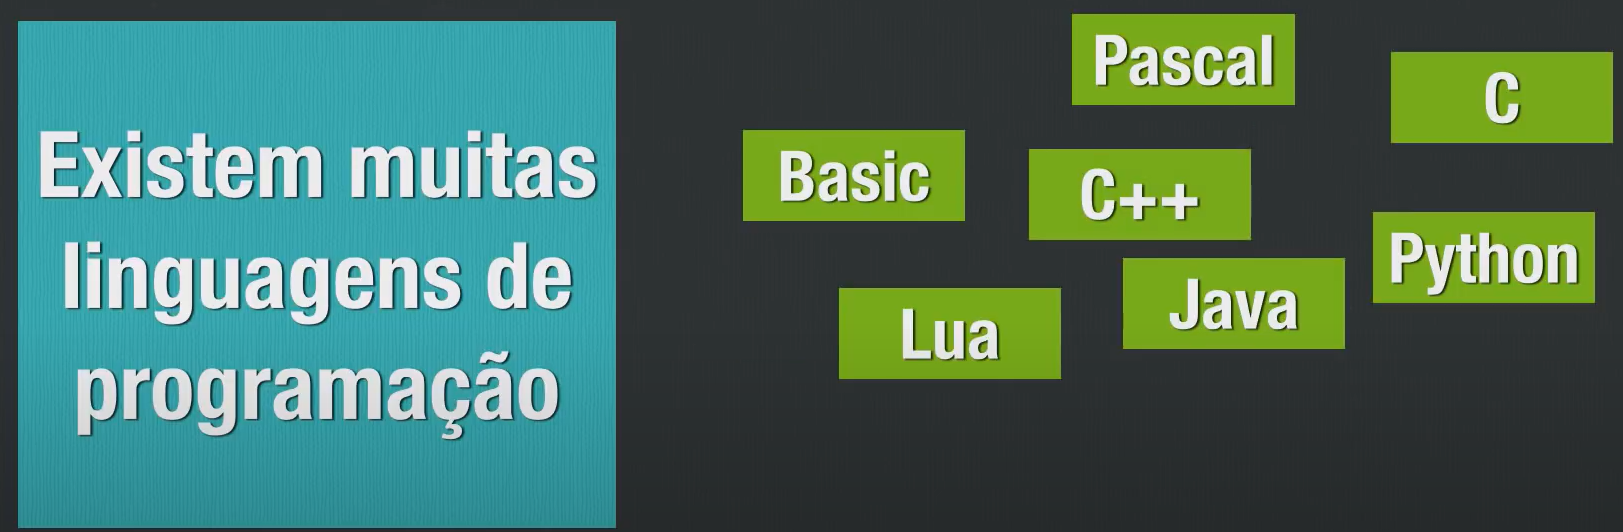 Existem muitas
linguagens de
programação
Pascal
C
Basic
C++
Python
Java
Lua